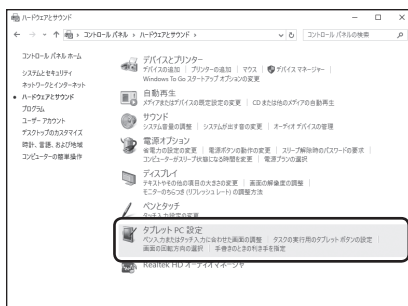 ハードウェアとサウンド
コントロール パネル > ハードウェアとサウンド >
コントロール パネルの検索
コントロール パネル ホーム
システムとセキュリティ
ネットワークとインターネット
ハードウェアとサウンド
プログラム
ユーザー アカウント
デスクトップのカスタマイズ
時計、言語、および地域
コンピューターの簡単操作
デバイスとプリンター
デバイスの追加 | プリンターの追加 | マウス | デバイス マネージャー |
Windows To Go スタートアップ オプションの変更
自動再生
メディアまたはデバイスの既定設定の変更 | CD または他のメディアの自動再生
サウンド
システム音量の調整 | システムが出す音の変更 | オーディオ デバイスの管理
電源オプション
省電力の設定の変更 | 電源ボタンの動作の変更 | スリープ解除時のパスワードの要求 |
コンピューターがスリープ状態になる時間を変更 | 電源プランの選択
ディスプレイ
テキストやその他の項目の大きさの変更 | 画面の解像度の調整 |
モニターのちらつき (リフレッシュ レート) の調整方法
ペンとタッチ
タッチ入力設定の変更
タブレット PC 設定
ペン入力またはタッチ入力に合わせた画面の調整 | タスクの実行用のタブレット ボタンの設定 |
画面の回転方向の選択 | 手書きのときの利き手を指定
Realtek HD オーディオマネージャ